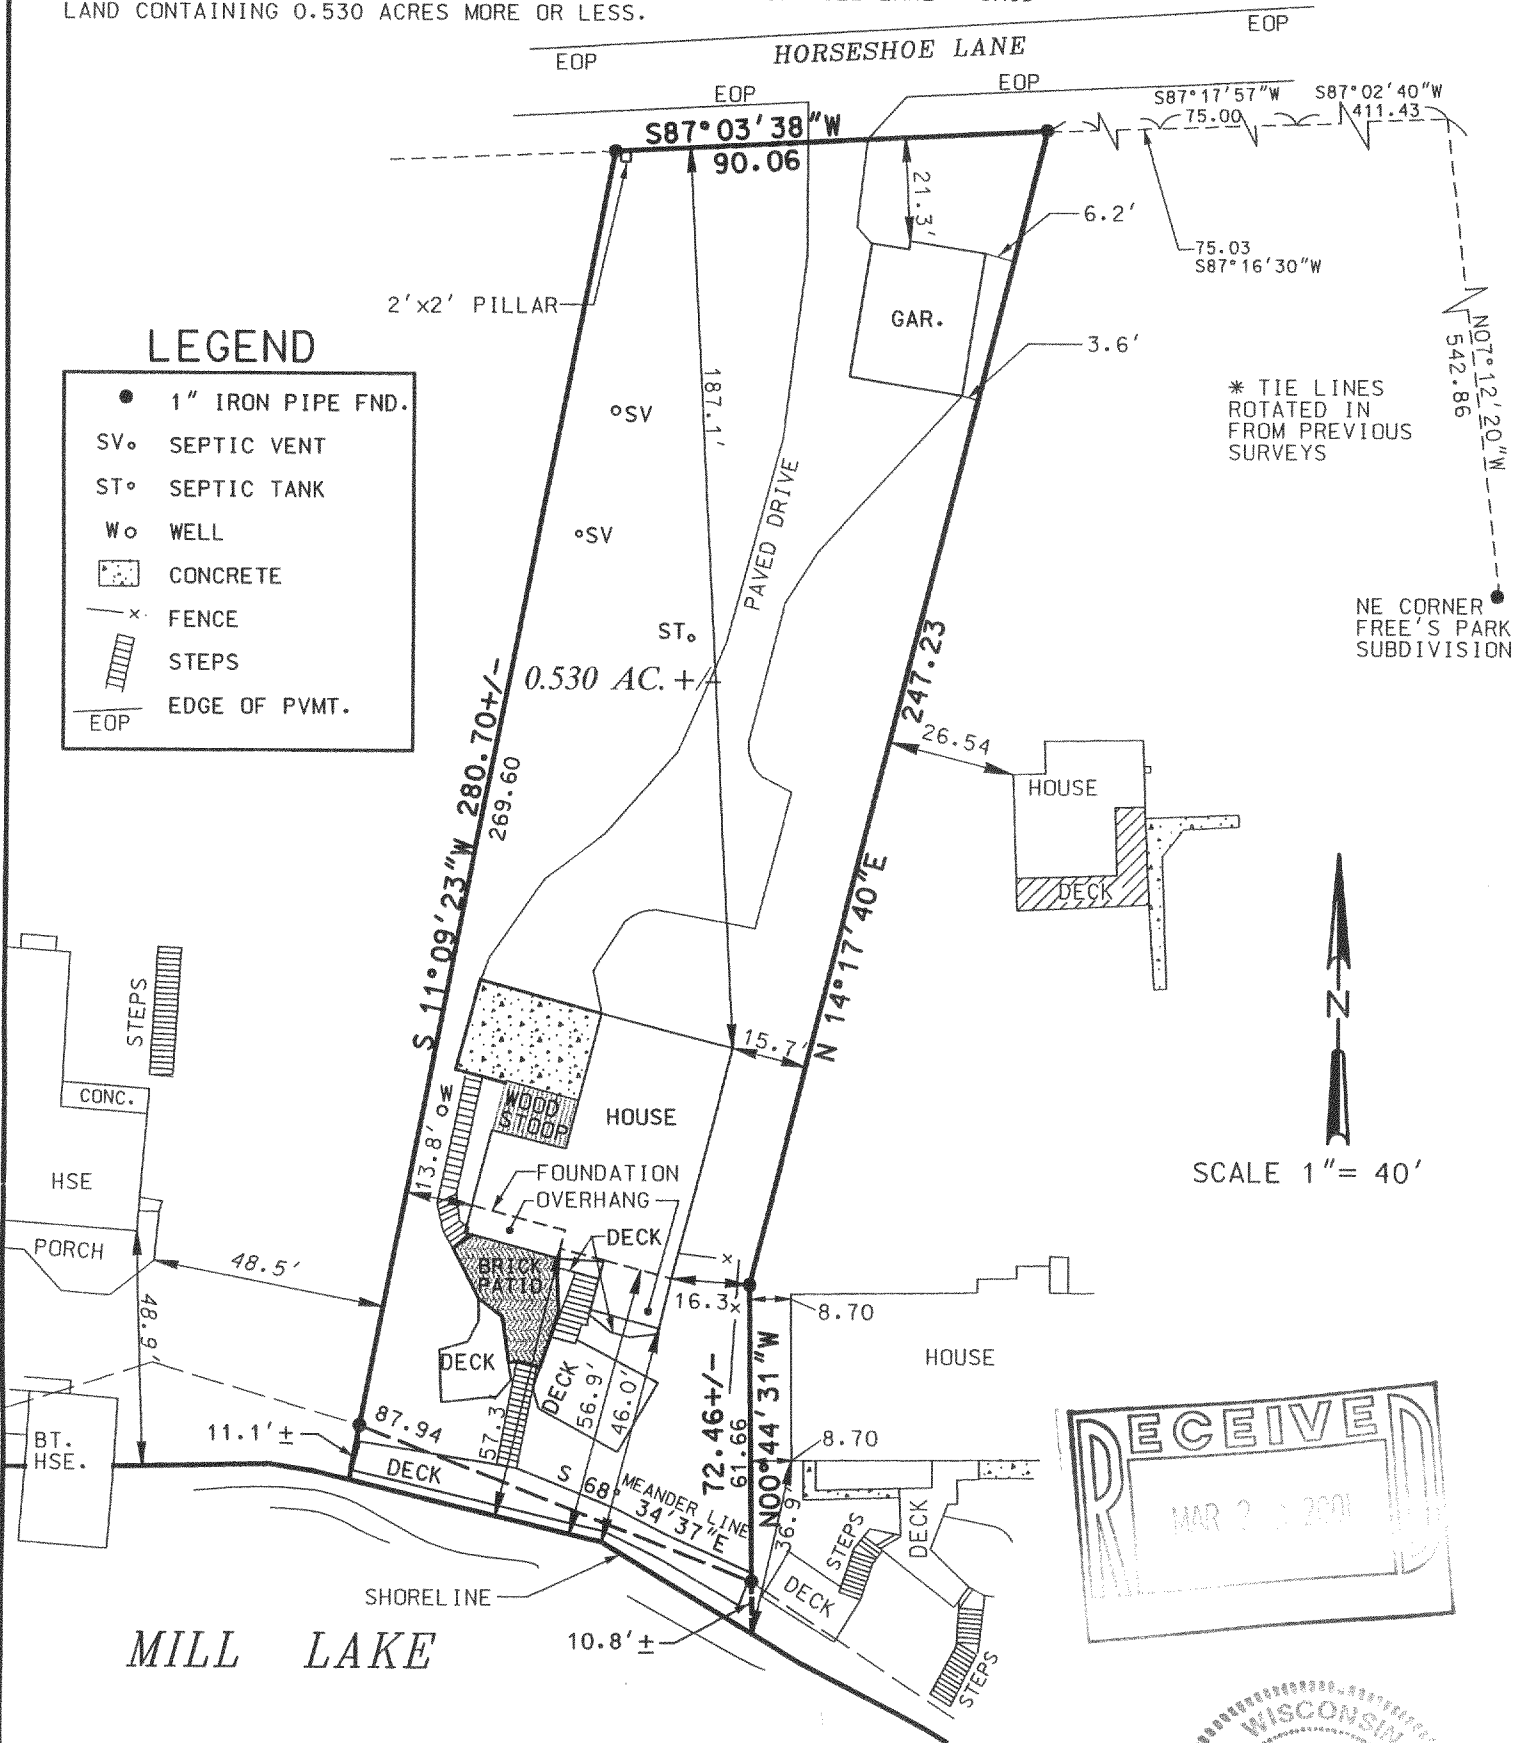 LAND CONTAINING 0.530 ACRES MORE OR LESS.
EOP
HORSESHOE LANE
EOP
EOP
EOP
S87°17'57"W
75.00
S87°02'40"W
411.43
S87°03'38"W
90.06
21.3'
6.2'
75.03
S87°16'30"W
2'x2' PILLAR
GAR.
3.6'
187.1'
N07°12'20"W
542.86
* TIE LINES
ROTATED IN
FROM PREVIOUS
SURVEYS
LEGEND
1" IRON PIPE FND.
SV SEPTIC VENT
ST SEPTIC TANK
W WELL
CONCRETE
x FENCE
STEPS
EOP EDGE OF PVMT.
SV
SV
PAVED DRIVE
ST
0.530 AC. +/-
NE CORNER
FREE'S PARK
SUBDIVISION
S 11°09'23"W 280.70+/-
269.60
247.23
N 14°17'40"E
26.54
HOUSE
DECK
N
SCALE 1"= 40'
STEPS
CONC.
HSE
PORCH
48.5'
48.9'
BT.
HSE.
15.7'
W
WOOD
STOOP
HOUSE
13.8'
FOUNDATION
OVERHANG
DECK
BRICK
PATIO
x
16.3
x
8.70
HOUSE
DECK
DECK
56.9'
46.0'
57.3
72.46+/-
61.66
N00°44'31"W
8.70
87.94
11.1'±
DECK
S 68° 34'37"E
MEANDER LINE
36.9'
STEPS
DECK
DECK
STEPS
SHORELINE
10.8'±
MILL LAKE
RECEIVED
MAR 2
WISCONSIN